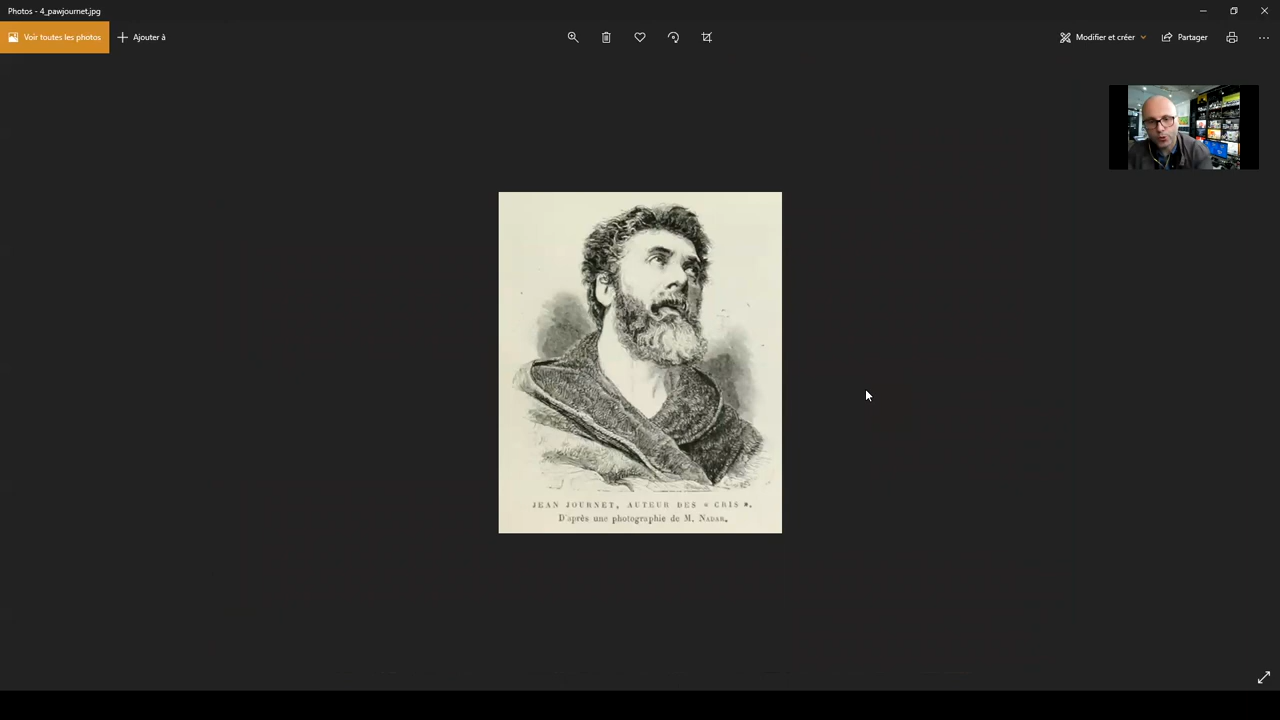 Photos - 4_pawjournet.jpg
Voir toutes les photos
Ajouter à
Modifier et créer
Partager
JEAN JOURNET, AUTEUR DES « CRIS ».
D'après une photographie de M. NADAR.